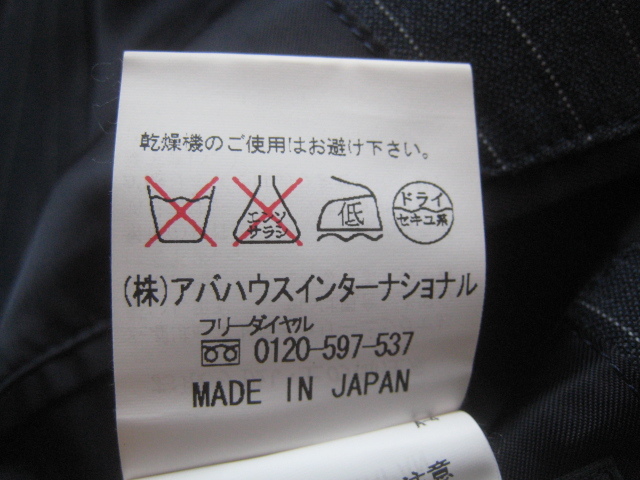 乾燥機のご使用はお避け下さい。
エンソ サラシ
低
ドライ
セキユ系
(株)アバハウスインターナショナル
フリーダイヤル
0120-597-537
MADE IN JAPAN
注意